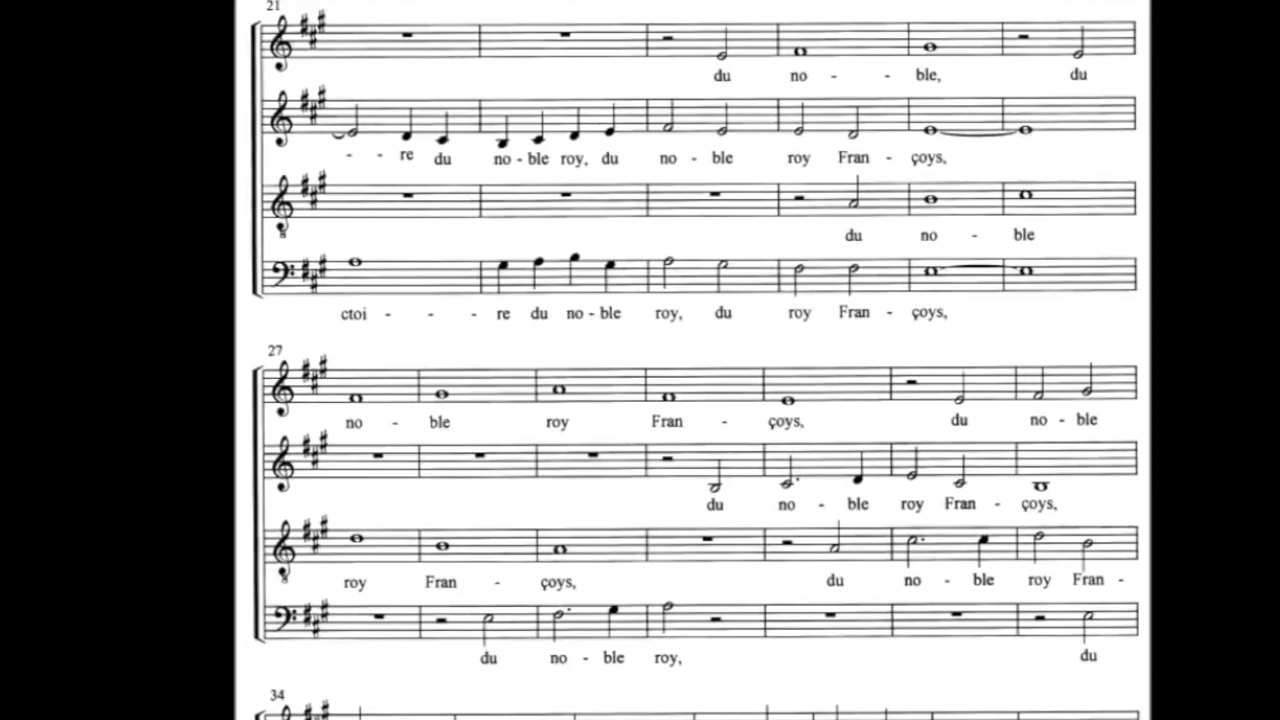 21
du no - - ble, du
- - re du no - ble roy, du no - ble roy Fran - çoys,
du no - ble
8
ctoi - - - re du no - ble roy, du roy Fran - çoys,
27
no - ble roy Fran - çoys, du no - ble
du no - ble roy Fran - çoys,
8
roy Fran - çoys, du no - ble roy Fran -
du no - ble roy, du
34